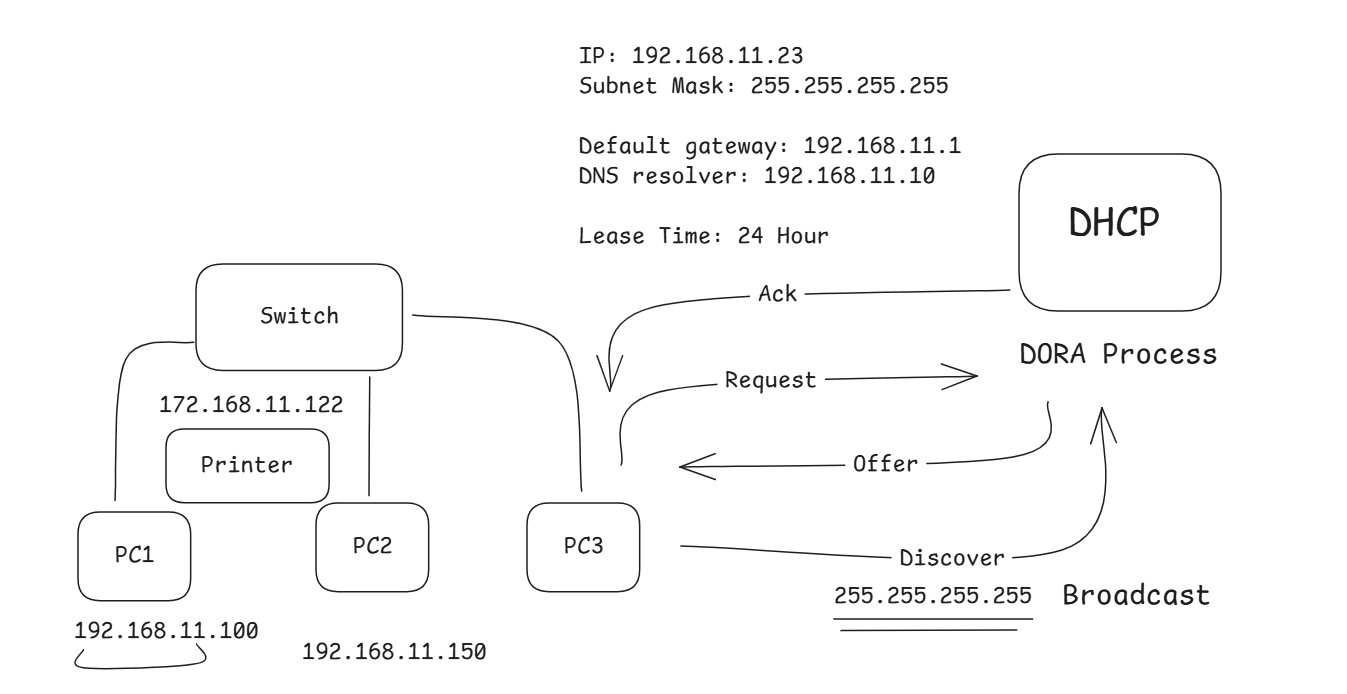 IP: 192.168.11.23
Subnet Mask: 255.255.255.255
Default gateway: 192.168.11.1
DNS resolver: 192.168.11.10
Lease Time: 24 Hour
DHCP
Ack
Switch
DORA Process
Request
172.168.11.122
Printer
Offer
PC1
PC2
PC3
Discover
255.255.255.255
Broadcast
192.168.11.100
192.168.11.150